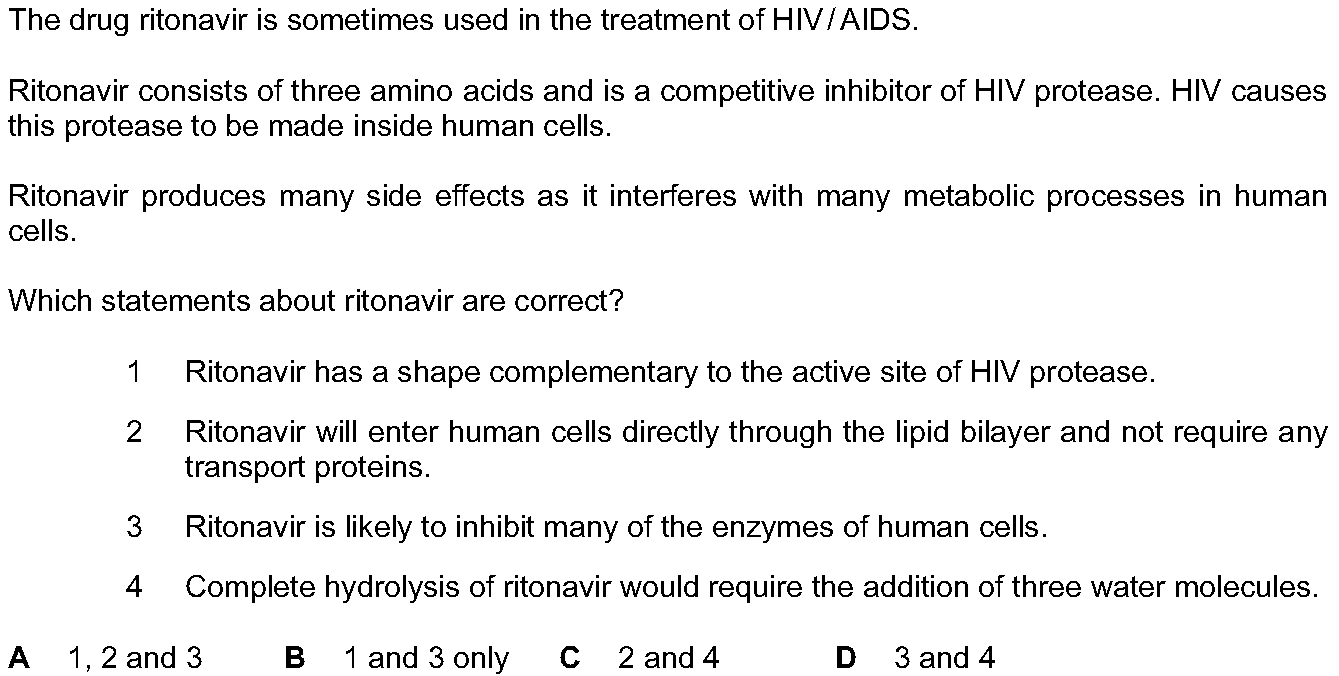 The drug ritonavir is sometimes used in the treatment of HIV/AIDS.
Ritonavir consists of three amino acids and is a competitive inhibitor of HIV protease. HIV causes
this protease to be made inside human cells.
Ritonavir produces many side effects as it interferes with many metabolic processes in human
cells.
Which statements about ritonavir are correct?
1 Ritonavir has a shape complementary to the active site of HIV protease.
2 Ritonavir will enter human cells directly through the lipid bilayer and not require any
transport proteins.
3 Ritonavir is likely to inhibit many of the enzymes of human cells.
4 Complete hydrolysis of ritonavir would require the addition of three water molecules.
A 1, 2 and 3 B 1 and 3 only C 2 and 4 D 3 and 4